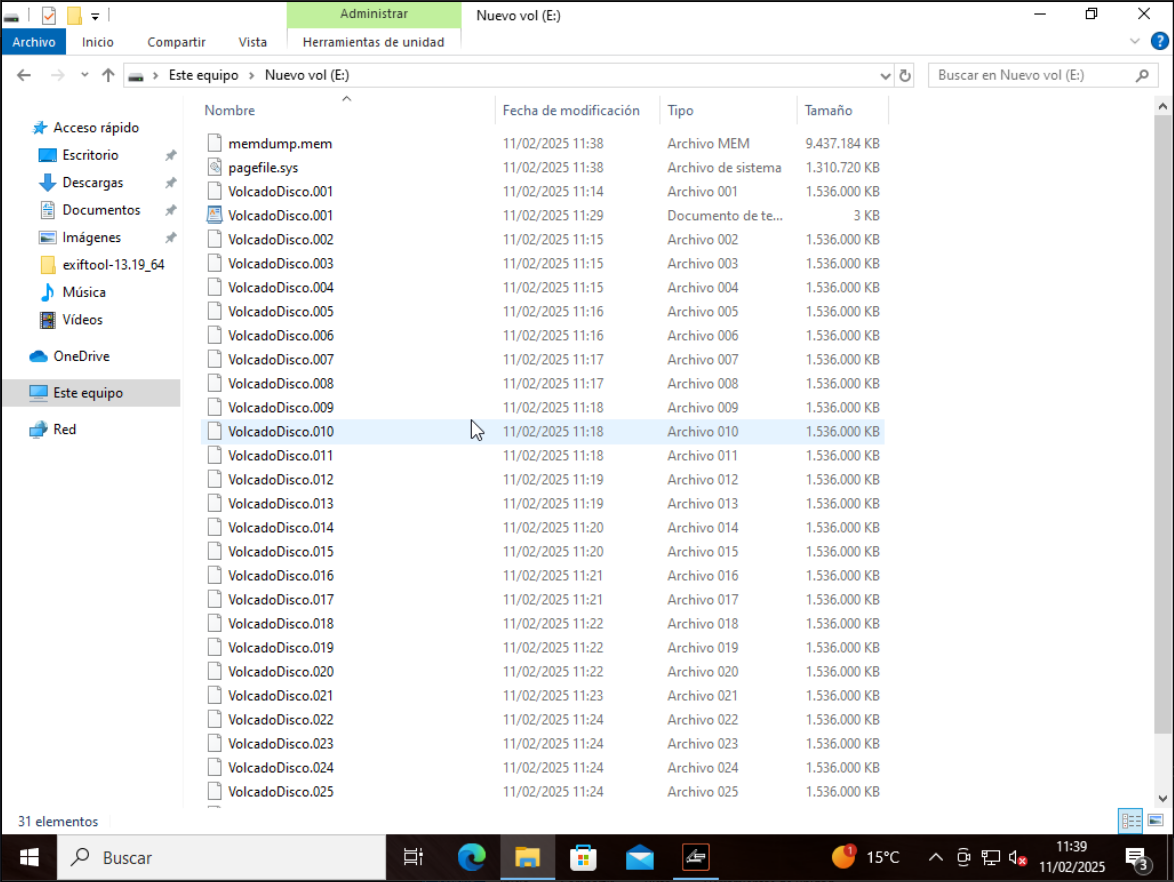 Administrar
Nuevo vol (E:)
Archivo Inicio Compartir Vista Herramientas de unidad
Este equipo > Nuevo vol (E:)
Buscar en Nuevo vol (E:)
Nombre Fecha de modificación Tipo Tamaño
Acceso rápido
Escritorio
Descargas
Documentos
Imágenes
exiftool-13.19_64
Música
Vídeos
OneDrive
Este equipo
Red
memdump.mem 11/02/2025 11:38 Archivo MEM 9.437.184 KB
pagefile.sys 11/02/2025 11:38 Archivo de sistema 1.310.720 KB
VolcadoDisco.001 11/02/2025 11:14 Archivo 001 1.536.000 KB
VolcadoDisco.001 11/02/2025 11:29 Documento de te... 3 KB
VolcadoDisco.002 11/02/2025 11:15 Archivo 002 1.536.000 KB
VolcadoDisco.003 11/02/2025 11:15 Archivo 003 1.536.000 KB
VolcadoDisco.004 11/02/2025 11:15 Archivo 004 1.536.000 KB
VolcadoDisco.005 11/02/2025 11:16 Archivo 005 1.536.000 KB
VolcadoDisco.006 11/02/2025 11:16 Archivo 006 1.536.000 KB
VolcadoDisco.007 11/02/2025 11:17 Archivo 007 1.536.000 KB
VolcadoDisco.008 11/02/2025 11:17 Archivo 008 1.536.000 KB
VolcadoDisco.009 11/02/2025 11:18 Archivo 009 1.536.000 KB
VolcadoDisco.010 11/02/2025 11:18 Archivo 010 1.536.000 KB
VolcadoDisco.011 11/02/2025 11:18 Archivo 011 1.536.000 KB
VolcadoDisco.012 11/02/2025 11:19 Archivo 012 1.536.000 KB
VolcadoDisco.013 11/02/2025 11:19 Archivo 013 1.536.000 KB
VolcadoDisco.014 11/02/2025 11:20 Archivo 014 1.536.000 KB
VolcadoDisco.015 11/02/2025 11:20 Archivo 015 1.536.000 KB
VolcadoDisco.016 11/02/2025 11:21 Archivo 016 1.536.000 KB
VolcadoDisco.017 11/02/2025 11:21 Archivo 017 1.536.000 KB
VolcadoDisco.018 11/02/2025 11:22 Archivo 018 1.536.000 KB
VolcadoDisco.019 11/02/2025 11:22 Archivo 019 1.536.000 KB
VolcadoDisco.020 11/02/2025 11:22 Archivo 020 1.536.000 KB
VolcadoDisco.021 11/02/2025 11:23 Archivo 021 1.536.000 KB
VolcadoDisco.022 11/02/2025 11:24 Archivo 022 1.536.000 KB
VolcadoDisco.023 11/02/2025 11:24 Archivo 023 1.536.000 KB
VolcadoDisco.024 11/02/2025 11:24 Archivo 024 1.536.000 KB
VolcadoDisco.025 11/02/2025 11:24 Archivo 025 1.536.000 KB
31 elementos
Buscar
1
15°C
11:39
11/02/2025
3